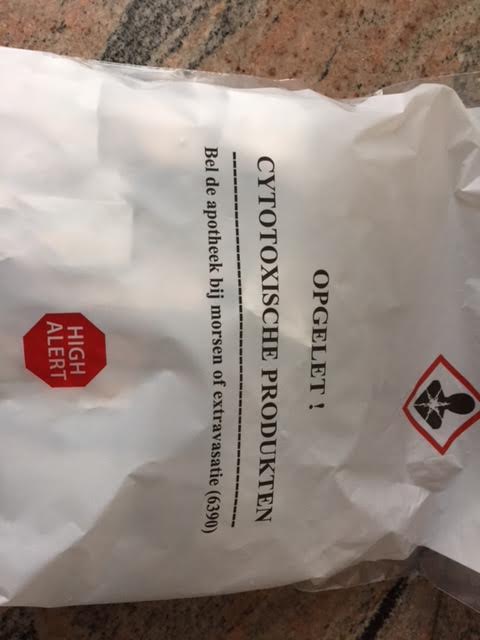 OPGELET !
CYTOTOXISCHE PRODUKTEN
Bel de apotheek bij morsen of extravasatie (6390)
HIGH
ALERT